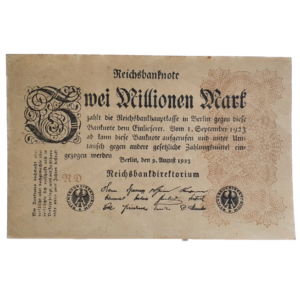 Reichsbanknote
Zwei Millionen Mark
zahlt die Reichsbankhauptkasse in Berlin gegen diese
Banknote dem Einlieferer. Vom 1. September 1923
ab kann diese Banknote aufgerufen und unter Um-
tausch gegen andere gesetzliche Zahlungsmittel ein-
gezogen werden
Berlin, den 9. August 1923
Reichsbankdirektorium